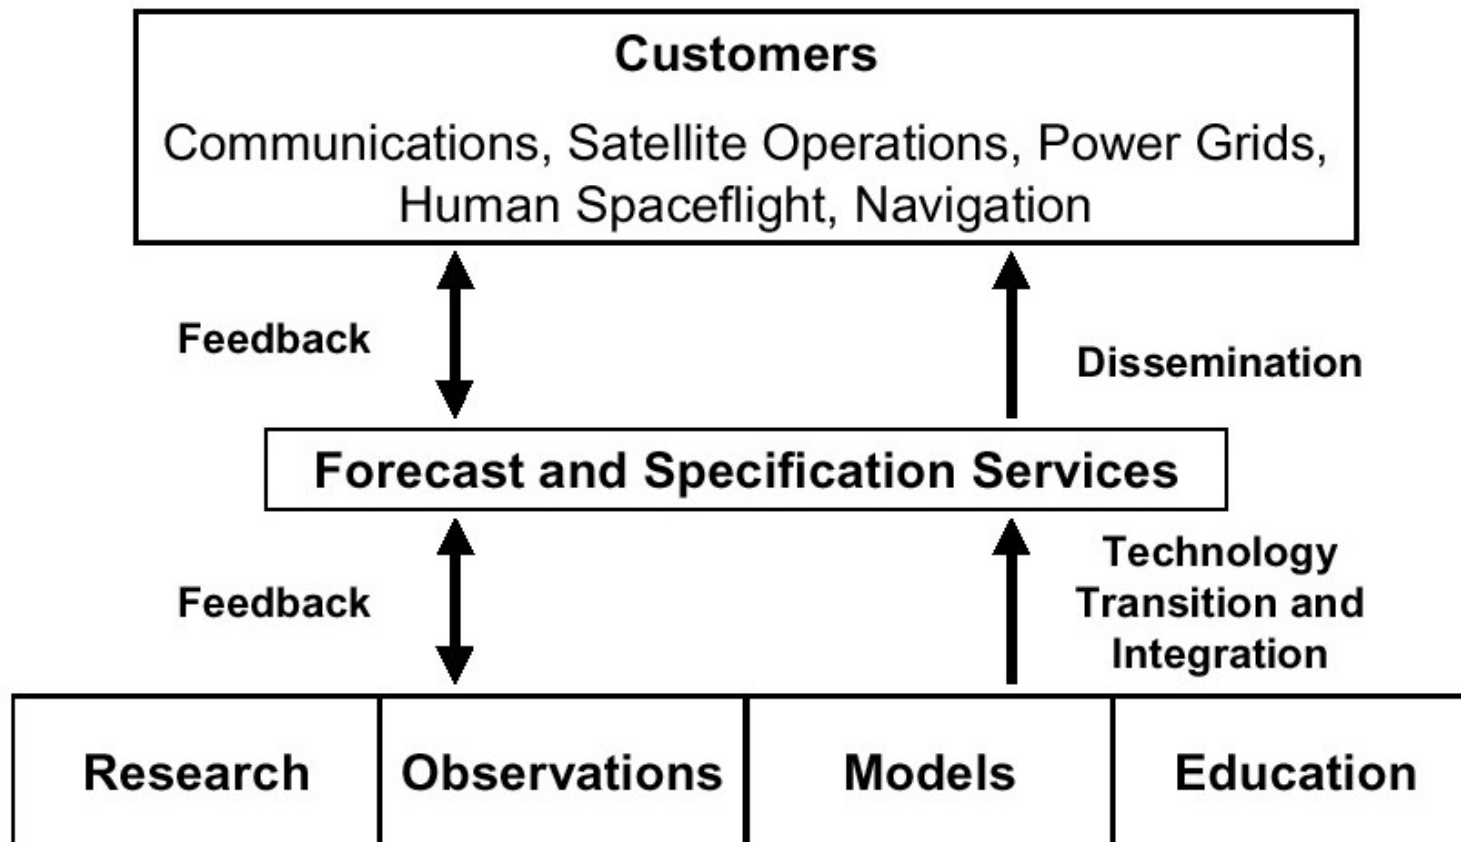 Customers
Communications, Satellite Operations, Power Grids,
Human Spaceflight, Navigation
Feedback
Dissemination
Forecast and Specification Services
Feedback
Technology
Transition and
Integration
Research
Observations
Models
Education